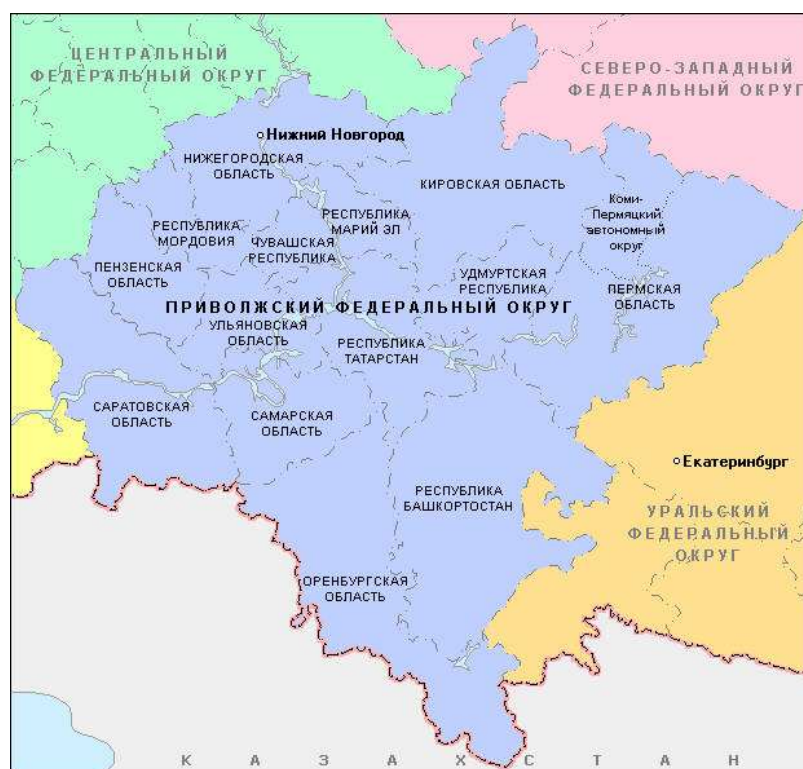 ЦЕНТРАЛЬНЫЙ
ФЕДЕРАЛЬНЫЙ ОКРУГ
СЕВЕРО-ЗАПАДНЫЙ
ФЕДЕРАЛЬНЫЙ ОКРУГ
Нижний Новгород
НИЖЕГОРОДСКАЯ
ОБЛАСТЬ
КИРОВСКАЯ ОБЛАСТЬ
Коми-
Пермяцкий
автономный
округ
РЕСПУБЛИКА
МАРИЙ ЭЛ
РЕСПУБЛИКА
МОРДОВИЯ
ЧУВАШСКАЯ
РЕСПУБЛИКА
ПЕНЗЕНСКАЯ
ОБЛАСТЬ
УДМУРТСКАЯ
РЕСПУБЛИКА
ПЕРМСКАЯ
ОБЛАСТЬ
ПРИВОЛЖСКИЙ ФЕДЕРАЛЬНЫЙ ОКРУГ
УЛЬЯНОВСКАЯ
ОБЛАСТЬ
РЕСПУБЛИКА
ТАТАРСТАН
САРАТОВСКАЯ
ОБЛАСТЬ
САМАРСКАЯ
ОБЛАСТЬ
Екатеринбург
РЕСПУБЛИКА
БАШКОРТОСТАН
УРАЛЬСКИЙ
ФЕДЕРАЛЬНЫЙ
ОКРУГ
ОРЕНБУРГСКАЯ
ОБЛАСТЬ
КАЗАХСТАН